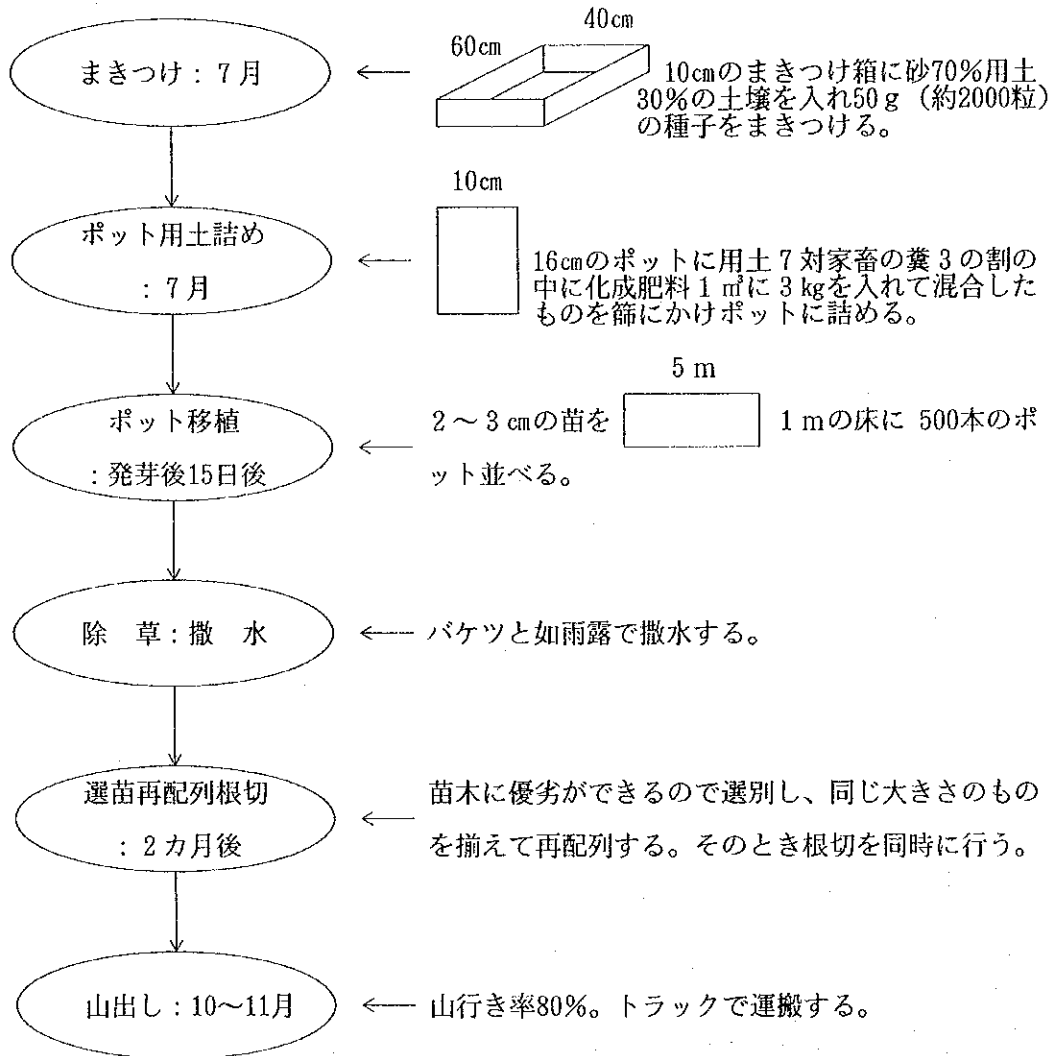 40cm
60cm
まきつけ：７月
10cmのまきつけ箱に砂70％用土
30％の土壌を入れ50ｇ（約2000粒）
の種子をまきつける。
10cm
ポット用土詰め
：７月
16cmのポットに用土７対家畜の糞３の割の
中に化成肥料１㎥に３kgを入れて混合した
ものを篩にかけポットに詰める。
５ｍ
ポット移植
：発芽後15日後
２～３cmの苗を
１ｍの床に 500本のポ
ット並べる。
除　草：撒　水
バケツと如雨露で撒水する。
選苗再配列根切
：２カ月後
苗木に優劣ができるので選別し、同じ大きさのもの
を揃えて再配列する。そのとき根切を同時に行う。
山出し：10～11月
山行き率80％。トラックで運搬する。